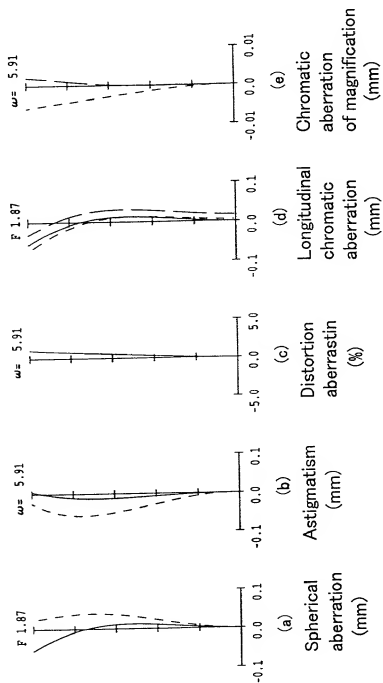 F 1.87
0.1
0.0
-0.1
(a)
Spherical
aberration
(mm)
ω= 5.91
0.1
0.0
-0.1
(b)
Astigmatism
(mm)
ω= 5.91
5.0
0.0
-5.0
(c)
Distortion
aberrastin
(%)
F 1.87
0.1
0.0
-0.1
(d)
Longitudinal
chromatic
aberration
(mm)
ω= 5.91
0.01
0.0
-0.01
(e)
Chromatic
aberration
of magnification
(mm)